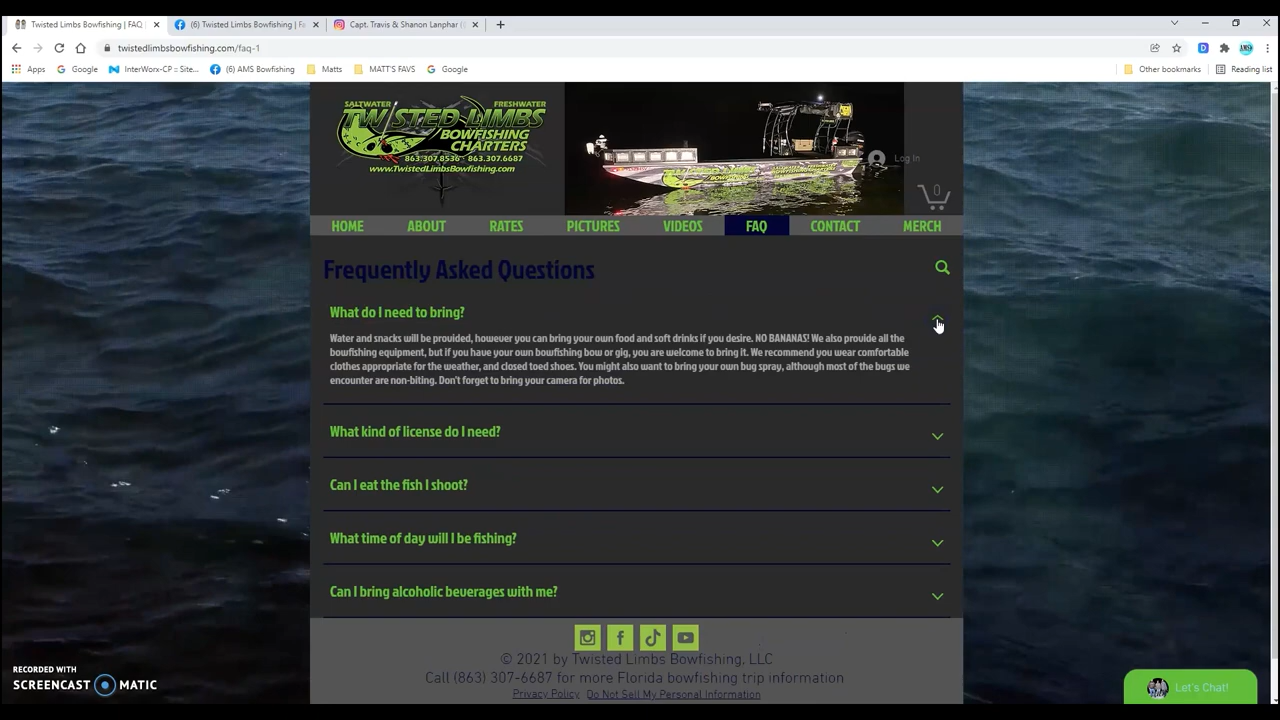 Twisted Limbs Bowfishing | FAQ
(6) Twisted Limbs Bowfishing | Fa
Capt. Travis & Shanon Lanphar (
twistedlimbsbowfishing.com/faq-1
Apps
Google
InterWorx-CP :: Site...
(6) AMS Bowfishing
Matts
MATT'S FAVS
Google
Other bookmarks
Reading list
SALTWATER
FRESHWATER
TWISTED LIMBS
BOWFISHING
CHARTERS
863.307.8536 863.307.6687
www.TwistedLimbsBowfishing.com
Log In
0
HOME
ABOUT
RATES
PICTURES
VIDEOS
FAQ
CONTACT
MERCH
Frequently Asked Questions
What do I need to bring?
Water and snacks will be provided, however you can bring your own food and soft drinks if you desire. NO BANANAS! We also provide all the
bowfishing equipment, but if you have your own bowfishing bow or gig, you are welcome to bring it. We recommend you wear comfortable
clothes appropriate for the weather, and closed toed shoes. You might also want to bring your own bug spray, although most of the bugs we
encounter are non-biting. Don't forget to bring your camera for photos.
What kind of license do I need?
Can I eat the fish I shoot?
What time of day will I be fishing?
Can I bring alcoholic beverages with me?
© 2021 by Twisted Limbs Bowfishing, LLC
Call (863) 307-6687 for more Florida bowfishing trip information
Privacy Policy
Do Not Sell My Personal Information
RECORDED WITH
SCREENCAST MATIC
Let's Chat!